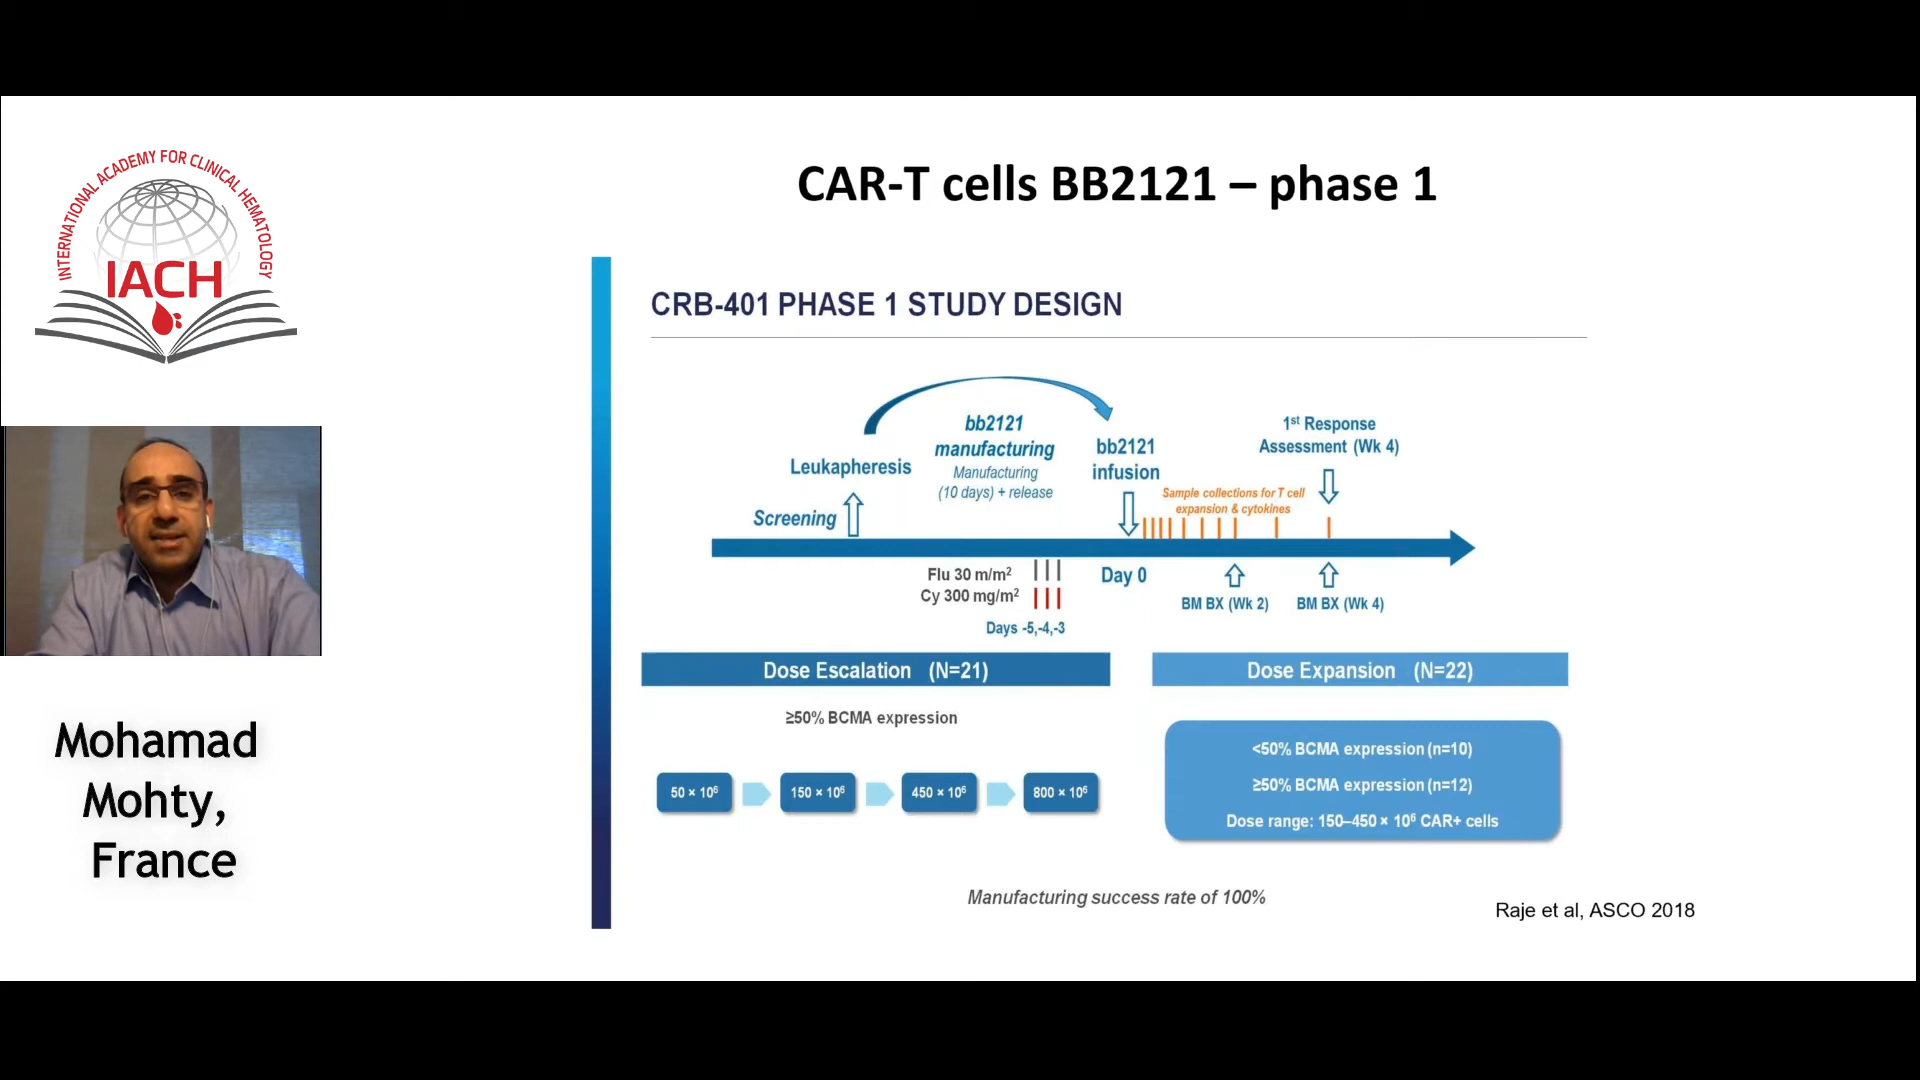 CAR-T cells BB2121 – phase 1
INTERNATIONAL ACADEMY FOR CLINICAL HEMATOLOGY
IACH
Mohamad
Mohty,
France
CRB-401 PHASE 1 STUDY DESIGN
bb2121
manufacturing
Manufacturing
(10 days) + release
Leukapheresis
Screening
bb2121
infusion
1st Response
Assessment (Wk 4)
Sample collections for T cell
expansion & cytokines
Flu 30 m/m²
Cy 300 mg/m²
Days -5,-4,-3
Day 0
BM BX (Wk 2)
BM BX (Wk 4)
Dose Escalation (N=21)
≥50% BCMA expression
50 × 10⁶
150 × 10⁶
450 × 10⁶
800 × 10⁶
Dose Expansion (N=22)
<50% BCMA expression (n=10)
≥50% BCMA expression (n=12)
Dose range: 150–450 × 10⁶ CAR+ cells
Manufacturing success rate of 100%
Raje et al, ASCO 2018